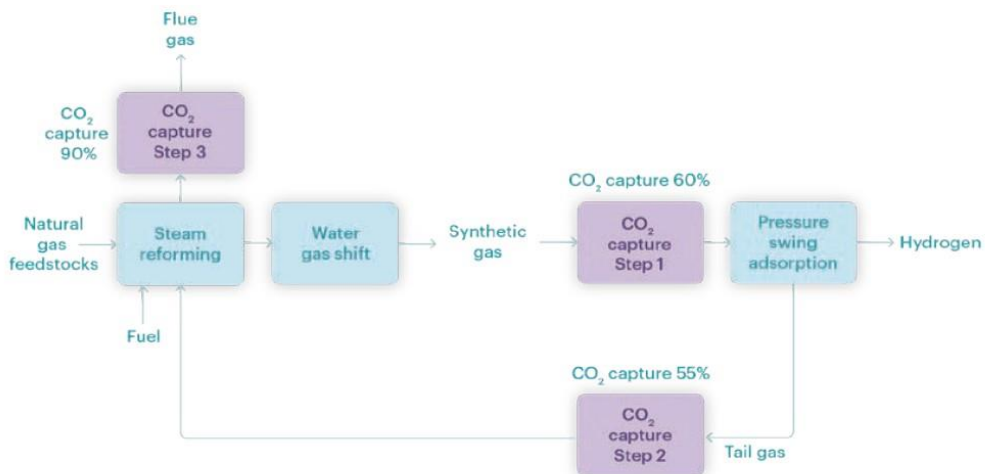 Flue
gas
CO₂
capture
90%
CO₂
capture
Step 3
CO₂ capture 60%
Natural
gas
feedstocks
Steam
reforming
Water
gas shift
Synthetic
gas
CO₂
capture
Step 1
Pressure
swing
adsorption
Hydrogen
Fuel
CO₂ capture 55%
CO₂
capture
Step 2
Tail gas